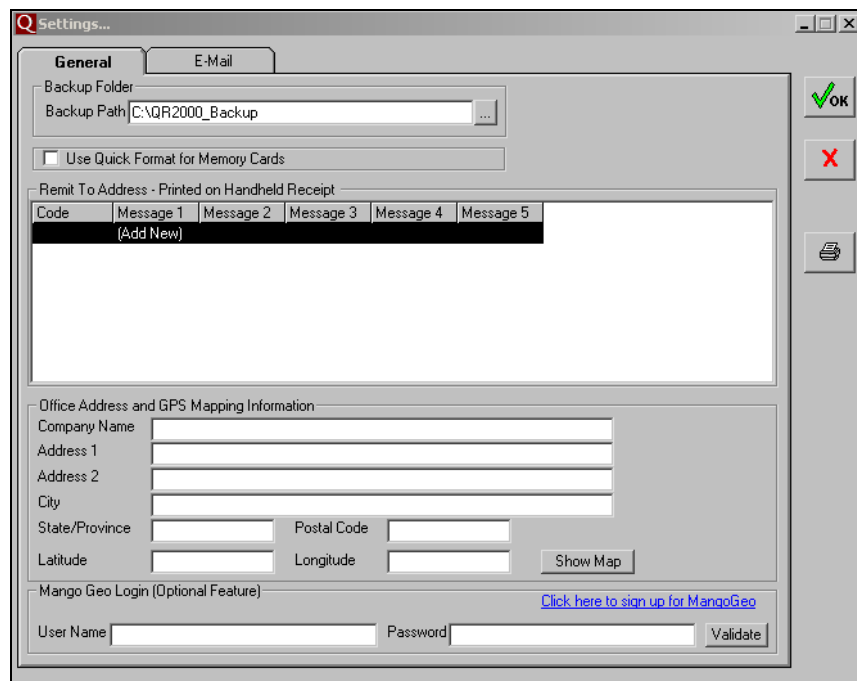 Q Settings...
General E-Mail
Backup Folder
Backup Path C:\QR2000_Backup ...
OK
Use Quick Format for Memory Cards
X
Remit To Address - Printed on Handheld Receipt
Code Message 1 Message 2 Message 3 Message 4 Message 5
(Add New)
Office Address and GPS Mapping Information
Company Name
Address 1
Address 2
City
State/Province Postal Code
Latitude Longitude Show Map
Mango Geo Login (Optional Feature)
Click here to sign up for MangoGeo
User Name Password Validate